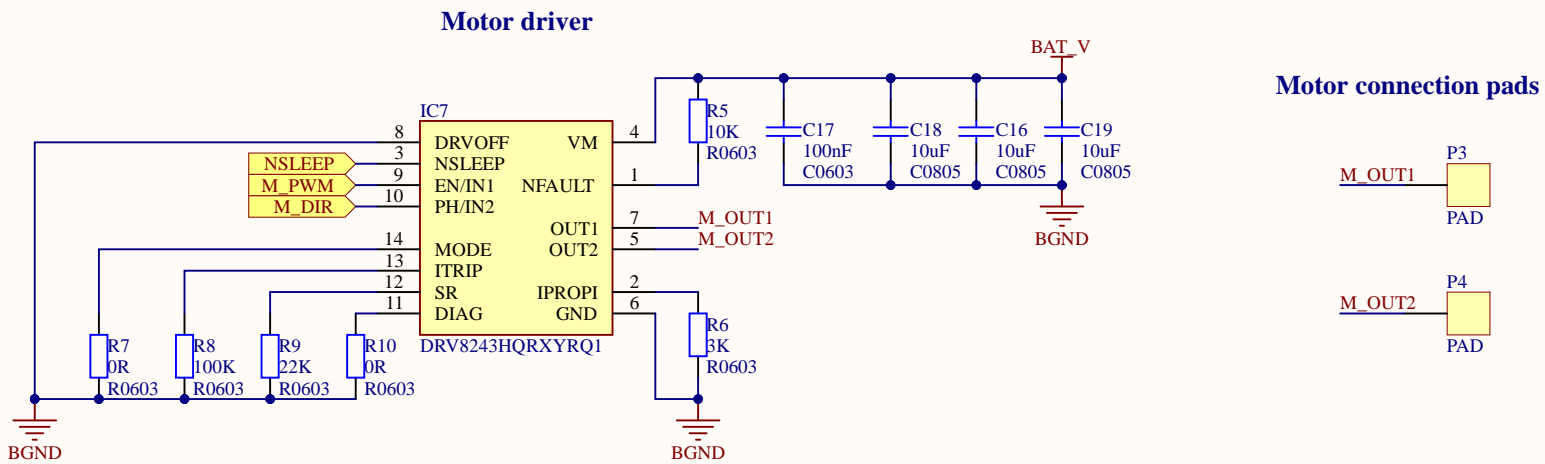 Motor driver
BAT_V
Motor connection pads
IC7
8
DRVOFF
VM
4
3
NSLEEP
NSLEEP
9
M_PWM
EN/IN1
NFAULT
1
10
M_DIR
PH/IN2
OUT1
7
M_OUT1
14
MODE
OUT2
5
M_OUT2
13
ITRIP
12
SR
IPROPI
2
11
DIAG
GND
6
DRV8243HQRXYRQ1
R5
10K
R0603
C17
100nF
C0603
C18
10uF
C0805
C16
10uF
C0805
C19
10uF
C0805
BGND
R7
0R
R0603
R8
100K
R0603
R9
22K
R0603
R10
0R
R0603
R6
3K
R0603
BGND
BGND
P3
M_OUT1
PAD
P4
M_OUT2
PAD